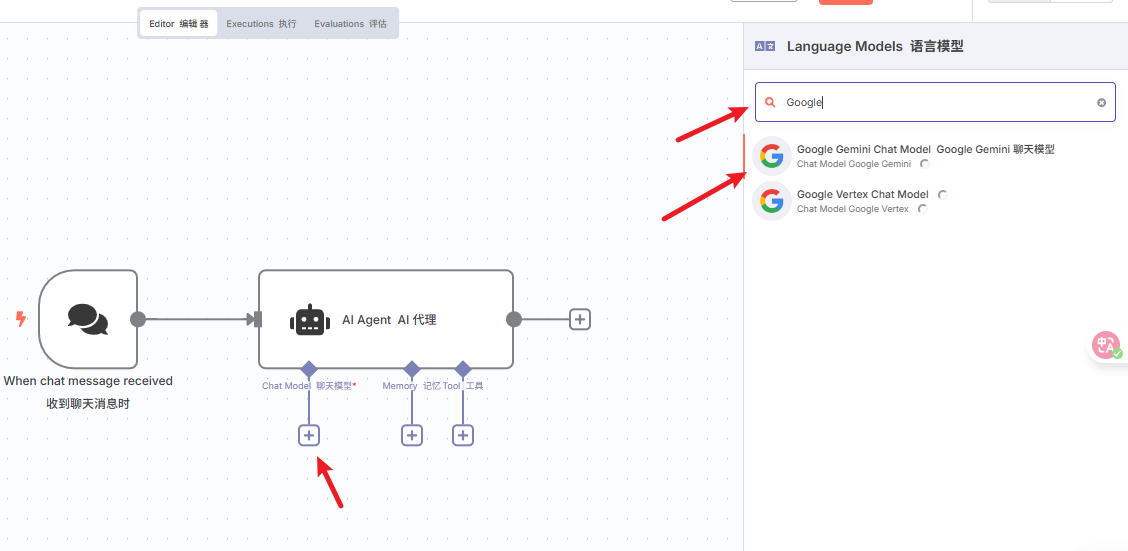 Editor 编辑器 Executions 执行 Evaluations 评估
Language Models 语言模型
Google
Google Gemini Chat Model Google Gemini 聊天模型
Chat Model Google Gemini
Google Vertex Chat Model
Chat Model Google Vertex
AI Agent AI 代理
When chat message received
收到聊天消息时
Chat Model 聊天模型*
Memory 记忆
Tool 工具
中
A